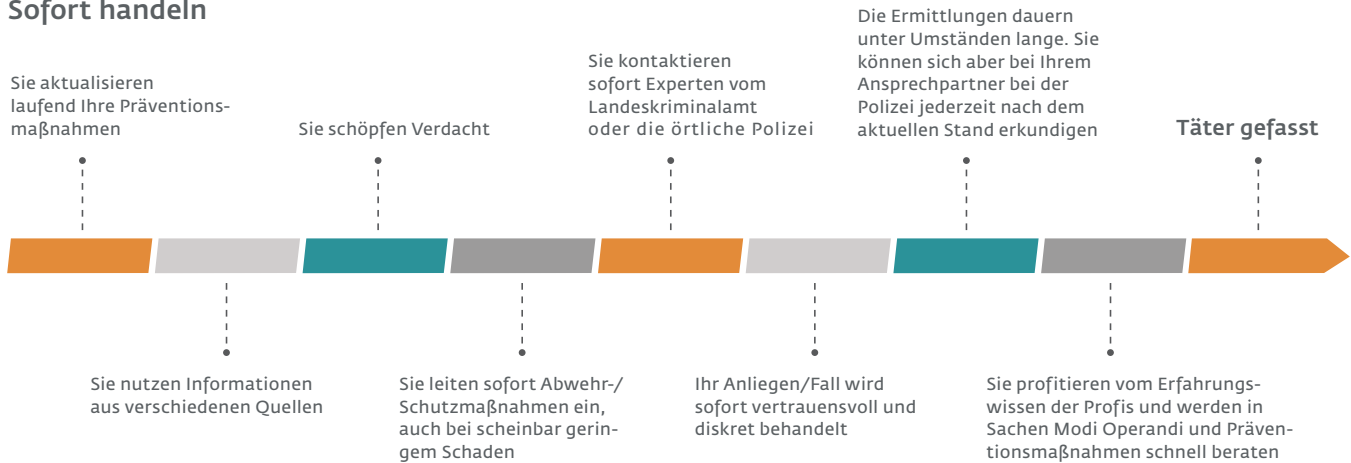 Sofort handeln
Sie aktualisieren
laufend Ihre Präventions-
maßnahmen
Sie nutzen Informationen
aus verschiedenen Quellen
Sie schöpfen Verdacht
Sie leiten sofort Abwehr-/
Schutzmaßnahmen ein,
auch bei scheinbar gerin-
gem Schaden
Sie kontaktieren
sofort Experten vom
Landeskriminalamt
oder die örtliche Polizei
Ihr Anliegen/Fall wird
sofort vertrauensvoll und
diskret behandelt
Die Ermittlungen dauern
unter Umständen lange. Sie
können sich aber bei Ihrem
Ansprechpartner bei der
Polizei jederzeit nach dem
aktuellen Stand erkundigen
Sie profitieren vom Erfahrungs-
wissen der Profis und werden in
Sachen Modi Operandi und Präven-
tionsmaßnahmen schnell beraten
Täter gefasst